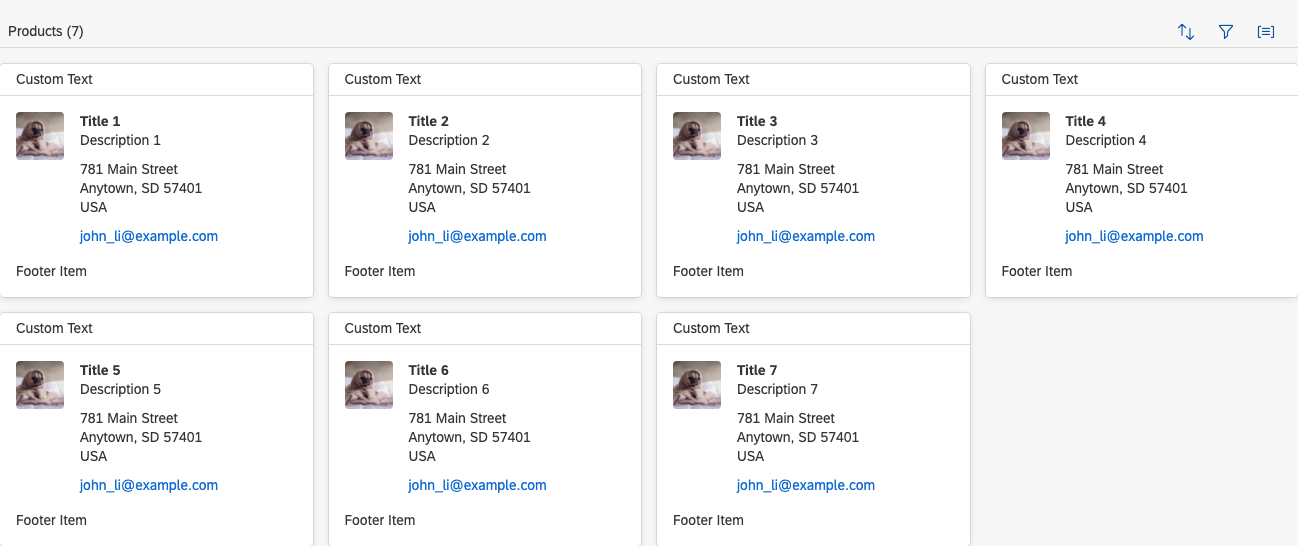 Products (7)
Custom Text
Title 1
Description 1
781 Main Street
Anytown, SD 57401
USA
john_li@example.com
Footer Item
Custom Text
Title 2
Description 2
781 Main Street
Anytown, SD 57401
USA
john_li@example.com
Footer Item
Custom Text
Title 3
Description 3
781 Main Street
Anytown, SD 57401
USA
john_li@example.com
Footer Item
Custom Text
Title 4
Description 4
781 Main Street
Anytown, SD 57401
USA
john_li@example.com
Footer Item
Custom Text
Title 5
Description 5
781 Main Street
Anytown, SD 57401
USA
john_li@example.com
Footer Item
Custom Text
Title 6
Description 6
781 Main Street
Anytown, SD 57401
USA
john_li@example.com
Footer Item
Custom Text
Title 7
Description 7
781 Main Street
Anytown, SD 57401
USA
john_li@example.com
Footer Item